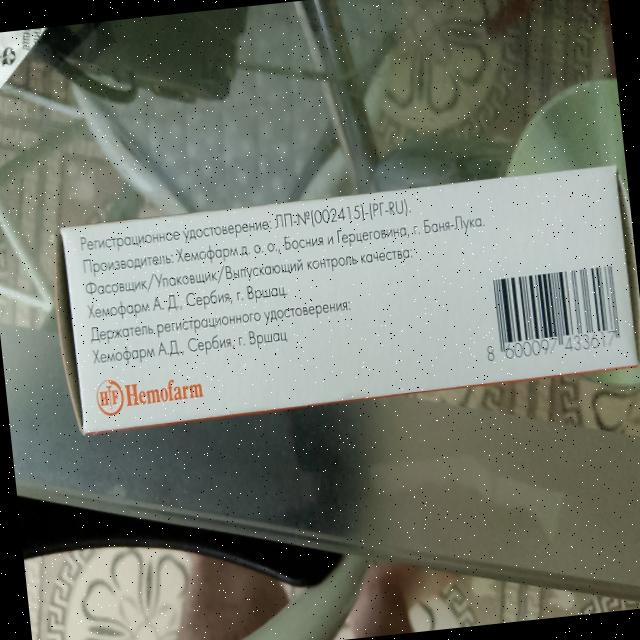 Регистрационное удостоверение: ЛП-№(002415)-(РГ-RU).
Производитель: Хемофарм д. о. о., Босния и Герцеговина, г. Баня-Лука.
Фасовщик/Упаковщик/Выпускающий контроль качества:
Хемофарм А. Д., Сербия, г. Вршац.
Держатель регистрационного удостоверения:
Хемофарм А.Д., Сербия, г. Вршац
HF Hemofarm
8 600097 433617